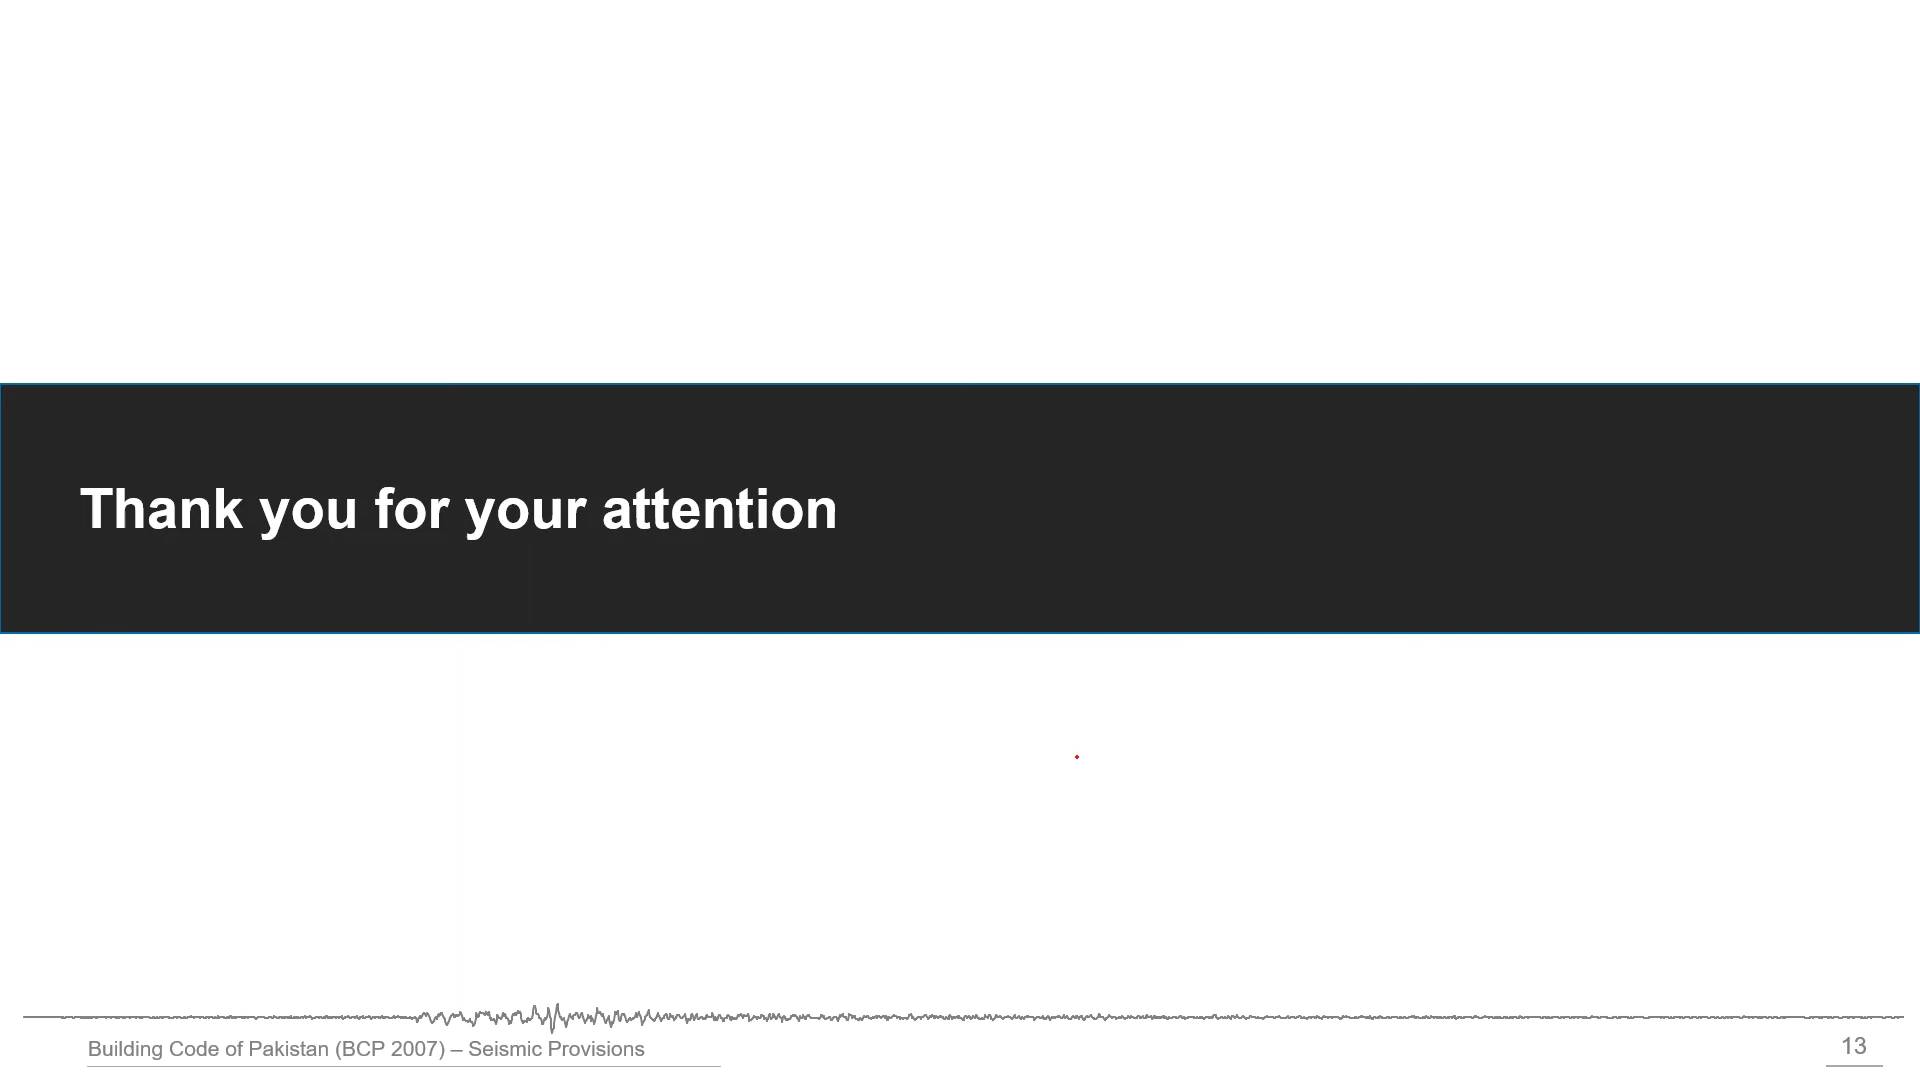 Thank you for your attention
Building Code of Pakistan (BCP 2007) – Seismic Provisions
13